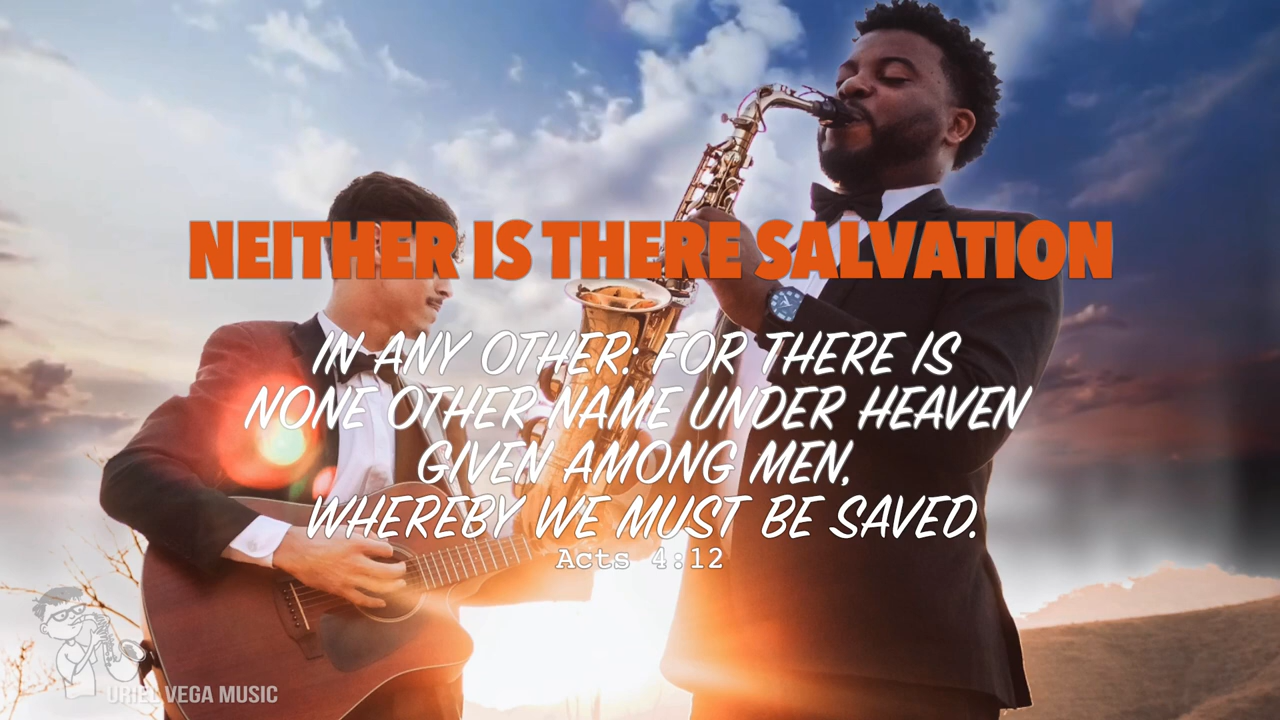 NEITHER IS THERE SALVATION
IN ANY OTHER: FOR THERE IS
NONE OTHER NAME UNDER HEAVEN
GIVEN AMONG MEN,
WHEREBY WE MUST BE SAVED.
Acts 4:12
URIEL VEGA MUSIC